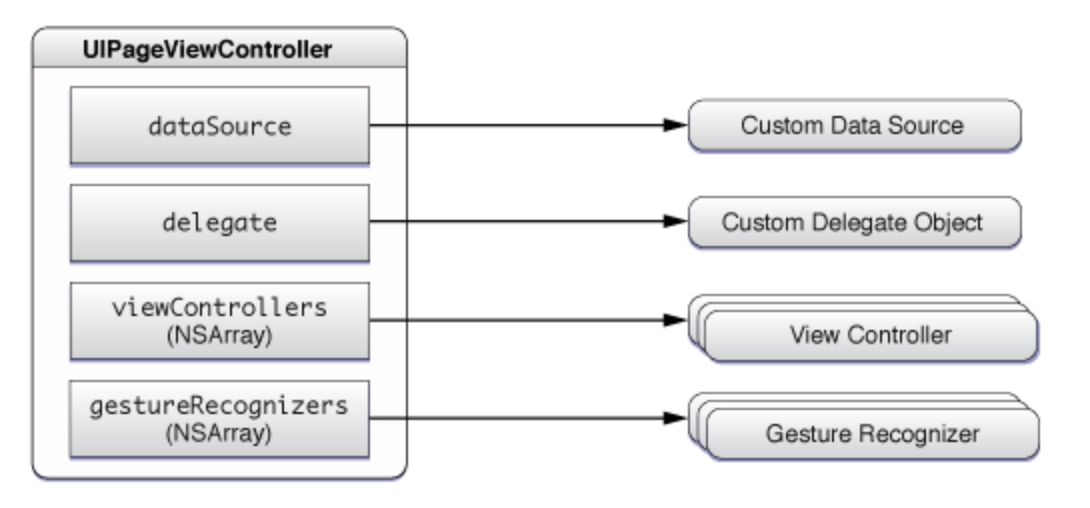 UIPageViewController
dataSource
Custom Data Source
delegate
Custom Delegate Object
viewControllers
(NSArray)
View Controller
gestureRecognizers
(NSArray)
Gesture Recognizer